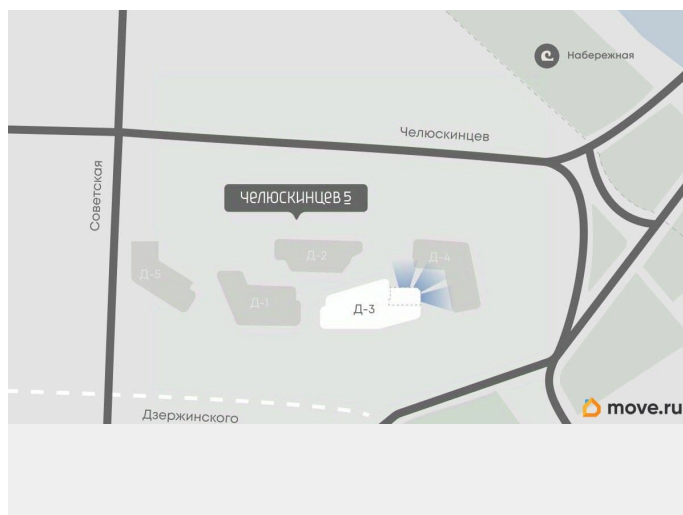 Набережная
Челюскинцев
Советская
Челюскинцев 5
Д-2
Д-4
Д-5
Д-1
Д-3
Дзержинского
move.ru